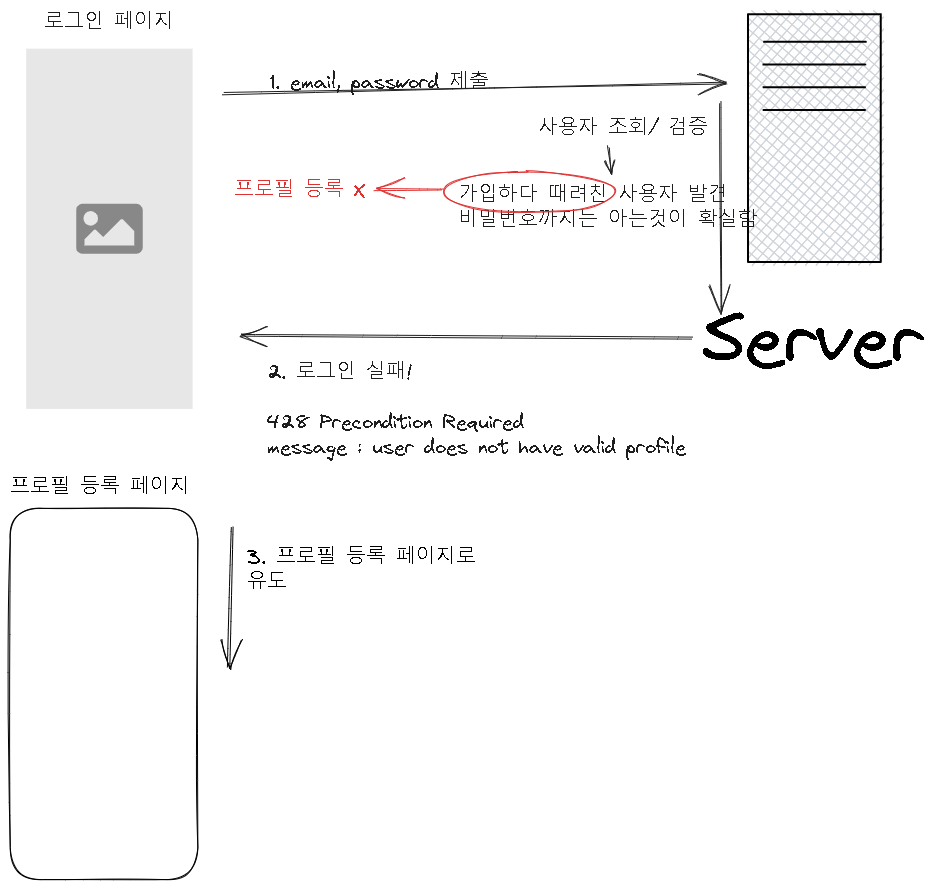 로그인 페이지
1. email, password 제출
사용자 조회/ 검증
프로필 등록 x
가입하다 때려친 사용자 발견
비밀번호까지는 아는것이 확실함
Server
2. 로그인 실패!
428 Precondition Required
message : user does not have valid profile
프로필 등록 페이지
3. 프로필 등록 페이지로
유도